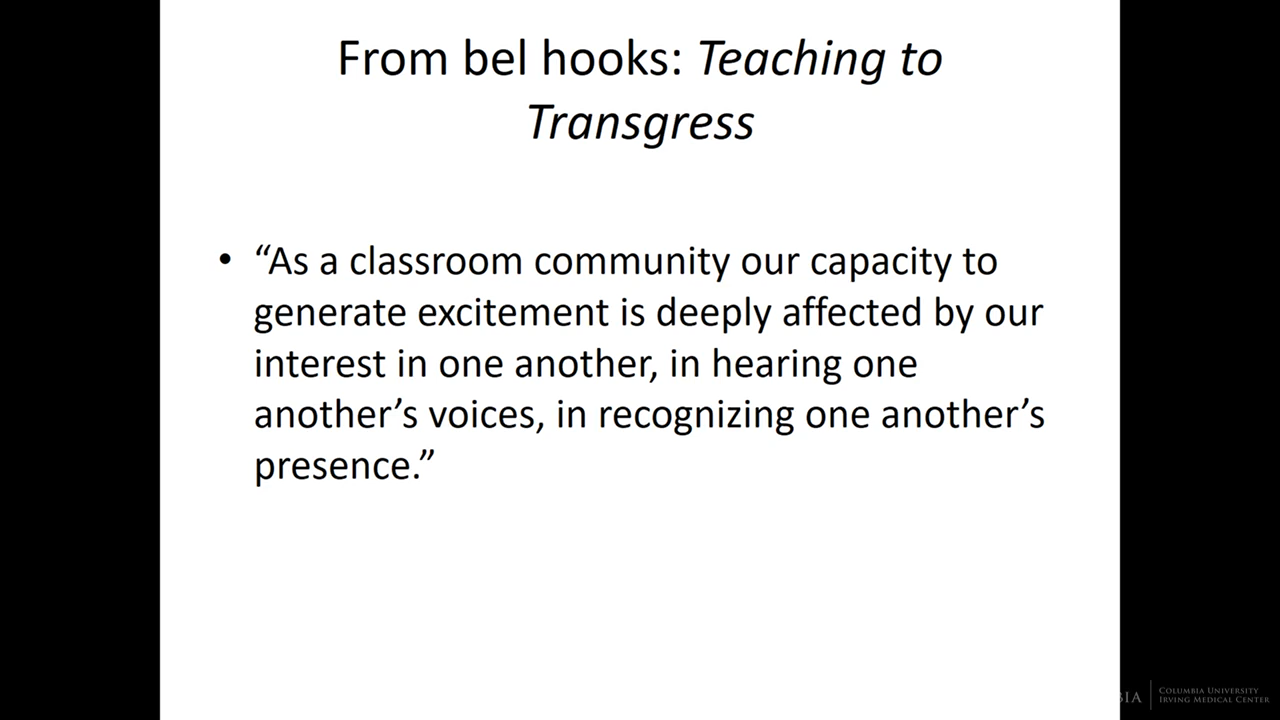 From bel hooks: Teaching to
Transgress
• “As a classroom community our capacity to
generate excitement is deeply affected by our
interest in one another, in hearing one
another’s voices, in recognizing one another’s
presence.”
BIA
COLUMBIA UNIVERSITY
IRVING MEDICAL CENTER